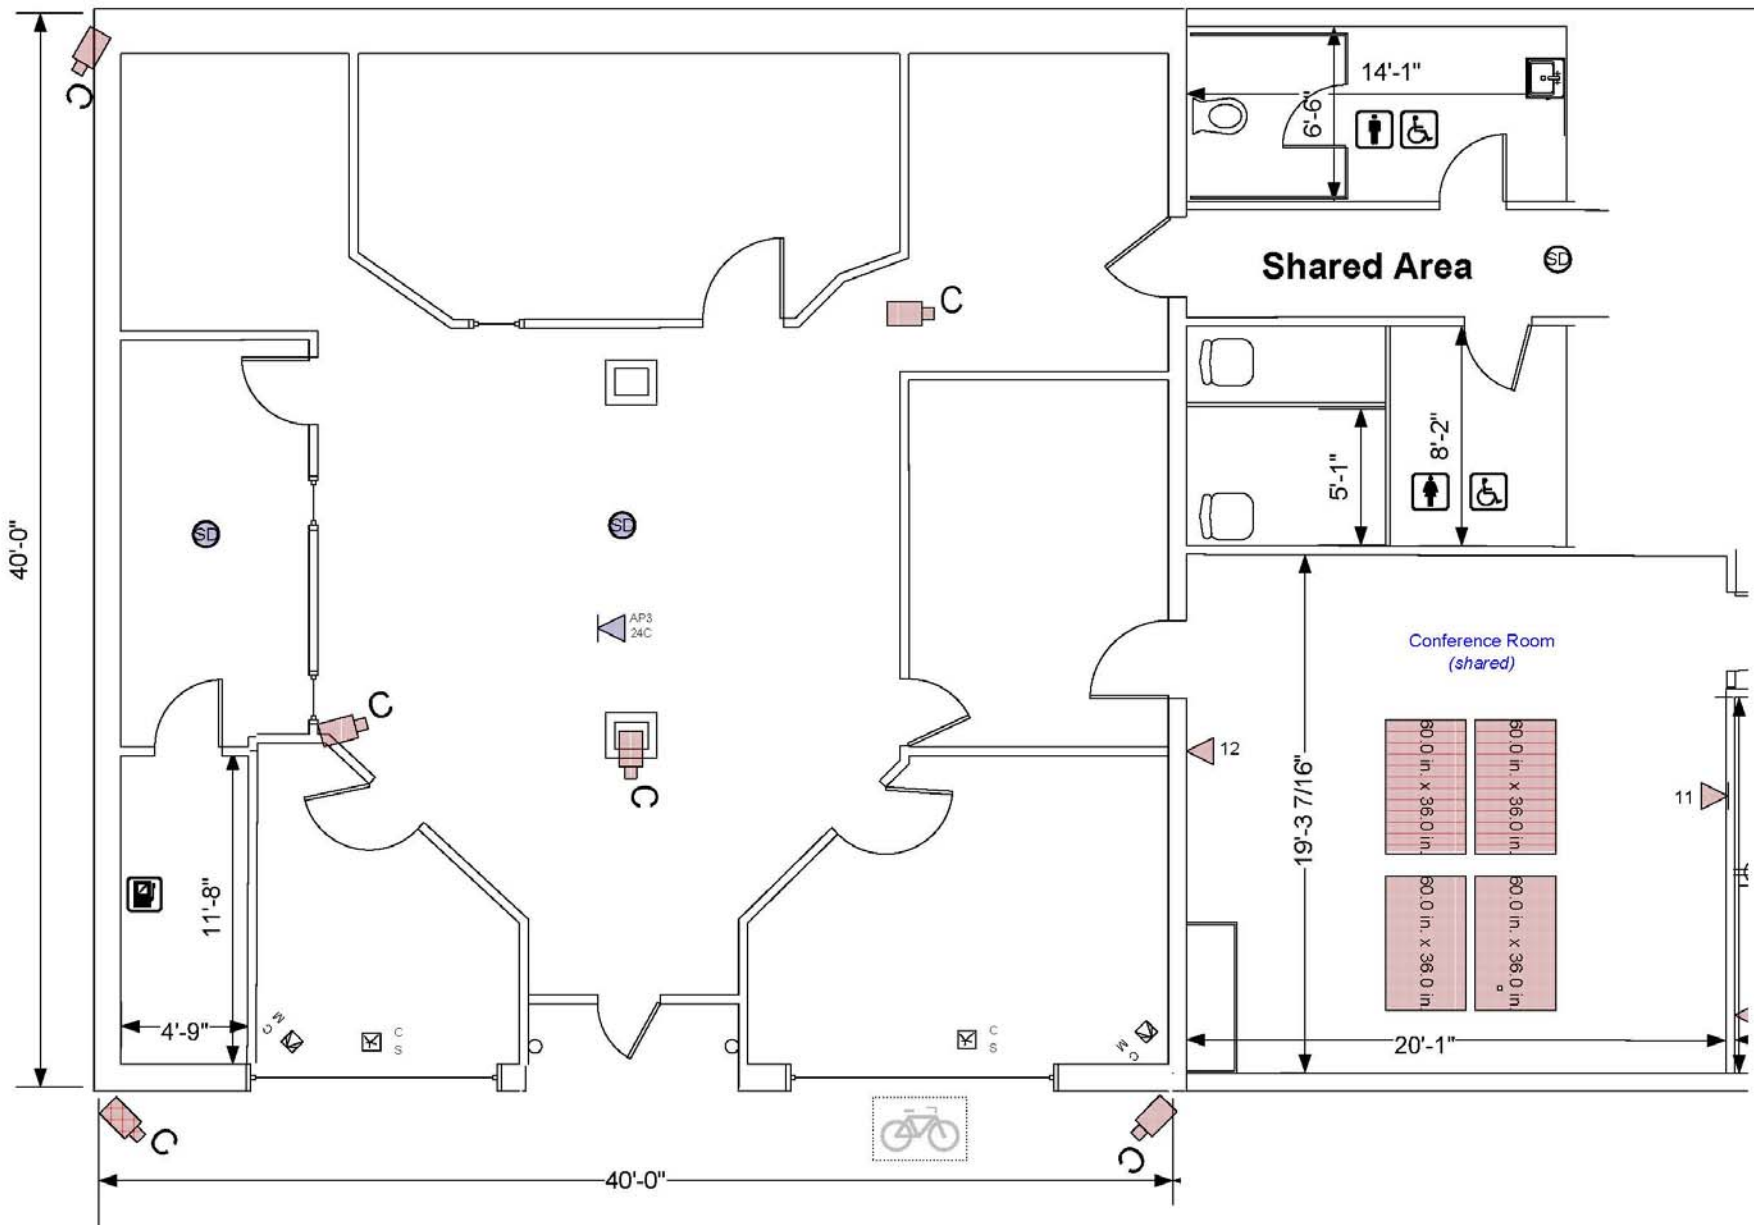 C
14'-1"
6'-6"
Shared Area
SD
C
8'-2"
5'-1"
40'-0"
SD
SD
AP3
24C
Conference Room
(shared)
C
12
60.0 in. x 36.0 in.
60.0 in. x 36.0 in.
11
C
19'-3 7/16"
11'-8"
60.0 in. x 36.0 in.
60.0 in. x 36.0 in.
4'-9"
C M
C
S
C
S
C M
20'-1"
C
C
40'-0"